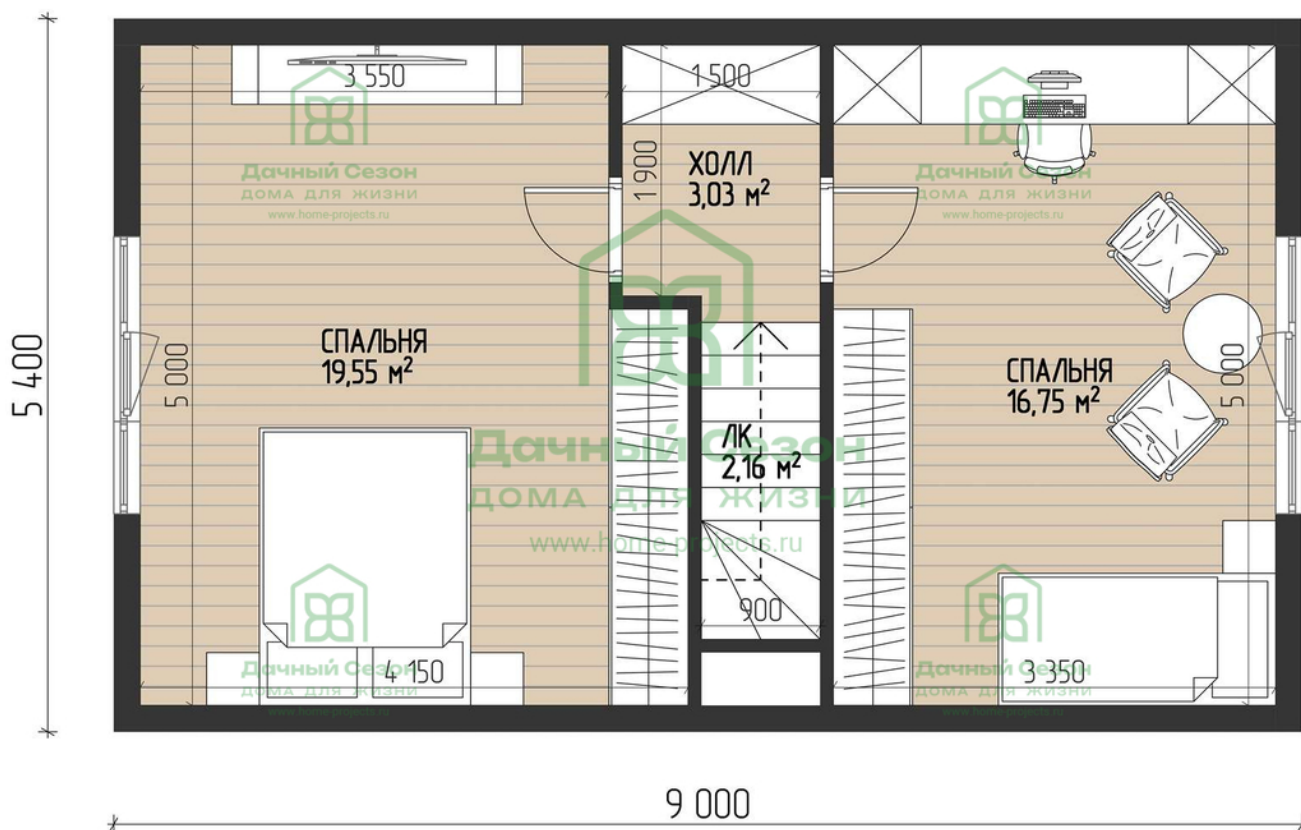 3 550
1 500
Дачный Сезон
ДОМА ДЛЯ ЖИЗНИ
www.home-projects.ru
1 900
ХОЛЛ
3,03 м²
Дачный Сезон
ДОМА ДЛЯ ЖИЗНИ
www.home-projects.ru
5 400
5 000
СПАЛЬНЯ
19,55 м²
СПАЛЬНЯ
16,75 м²
5 000
ЛК
2,16 м²
Дачный Сезон
ДОМА ДЛЯ ЖИЗНИ
www.home-projects.ru
900
Дачный Сезон
ДОМА ДЛЯ ЖИЗНИ
www.home-projects.ru
4 150
Дачный Сезон
ДОМА ДЛЯ ЖИЗНИ
www.home-projects.ru
3 350
9 000